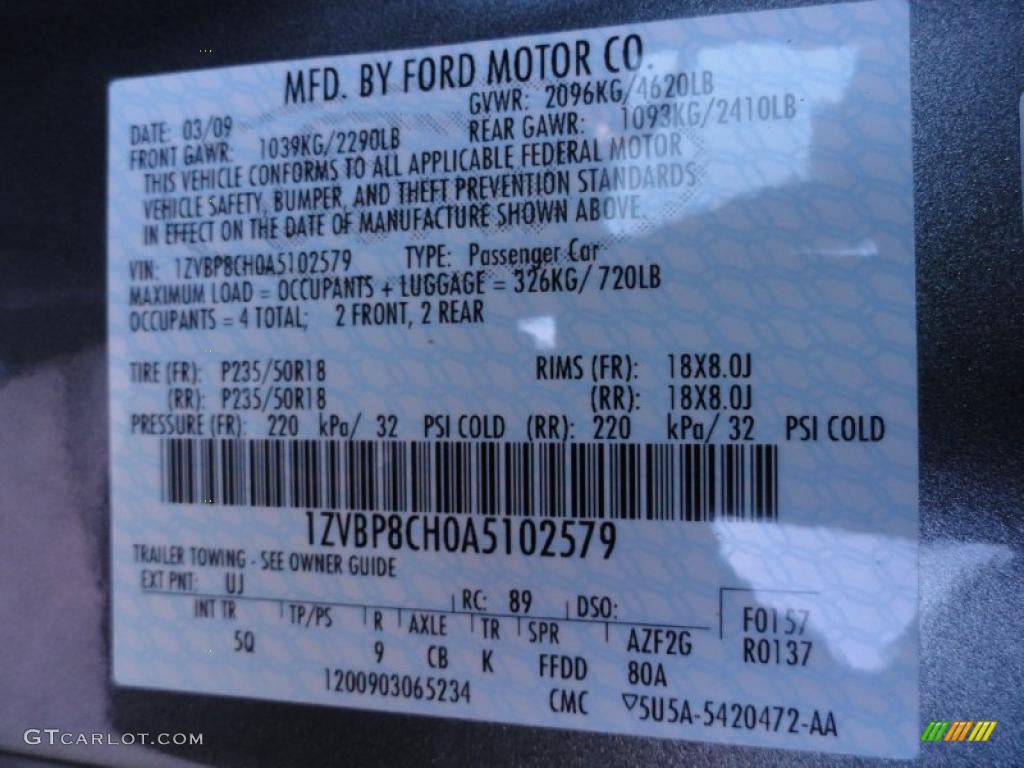 MFD. BY FORD MOTOR CO.
DATE: 03/09 GVWR: 2096KG/4620LB
FRONT GAWR: 1039KG/2290LB REAR GAWR: 1093KG/2410LB
THIS VEHICLE CONFORMS TO ALL APPLICABLE FEDERAL MOTOR
VEHICLE SAFETY, BUMPER, AND THEFT PREVENTION STANDARDS
IN EFFECT ON THE DATE OF MANUFACTURE SHOWN ABOVE.
VIN: 1ZVBP8CH0A5102579 TYPE: Passenger Car
MAXIMUM LOAD = OCCUPANTS + LUGGAGE = 326KG/ 720LB
OCCUPANTS = 4 TOTAL; 2 FRONT, 2 REAR
TIRE (FR): P235/50R18 RIMS (FR): 18X8.0J
(RR): P235/50R18 (RR): 18X8.0J
PRESSURE (FR): 220 kPa/ 32 PSI COLD (RR): 220 kPa/ 32 PSI COLD
1ZVBP8CH0A5102579
TRAILER TOWING - SEE OWNER GUIDE
EXT PNT: UJ RC: 89 DSO: F0157
INT TR TP/PS R AXLE TR SPR AZF2G R0137
5Q 9 CB K FFDD 80A
1200903065234 CMC ▽5U5A-5420472-AA
GTCARLOT.COM